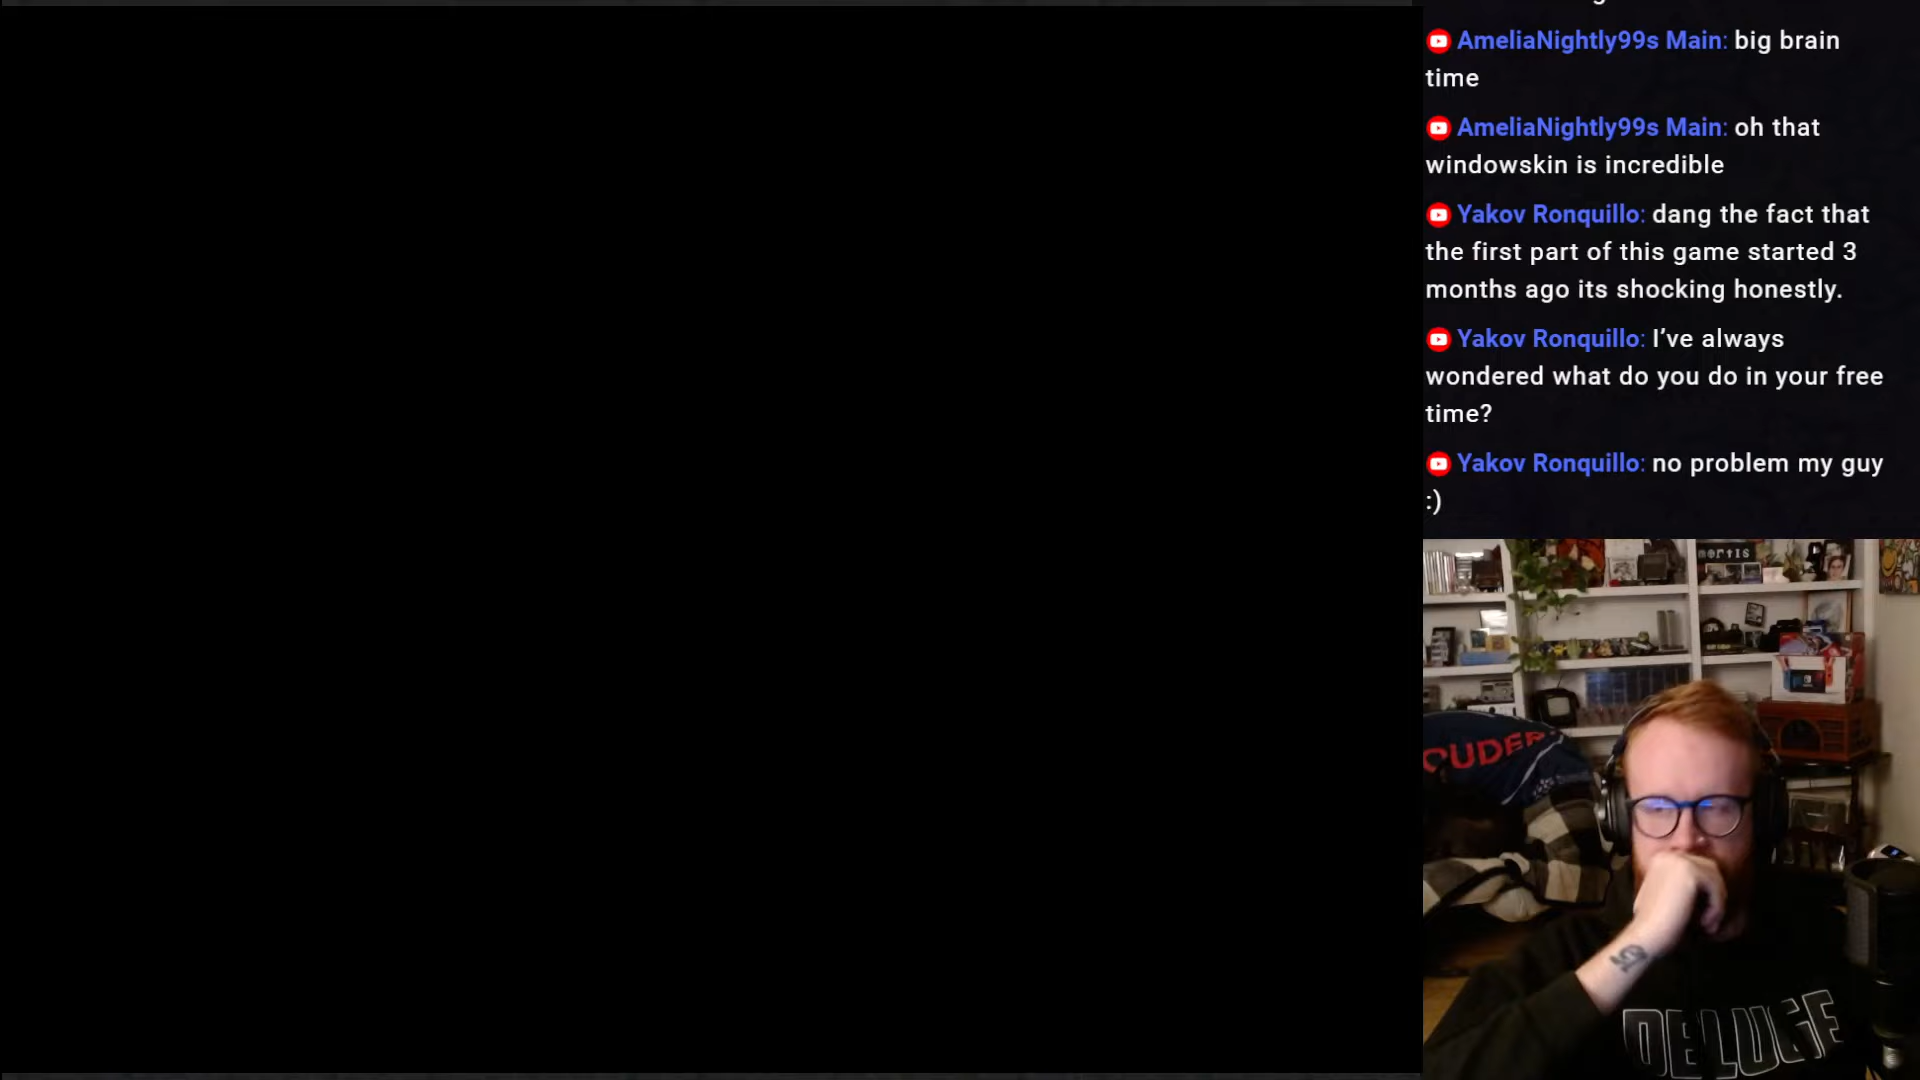 AmeliaNightly99s Main: big brain
time
AmeliaNightly99s Main: oh that
windowskin is incredible
Yakov Ronquillo: dang the fact that
the first part of this game started 3
months ago its shocking honestly.
Yakov Ronquillo: I’ve always
wondered what do you do in your free
time?
Yakov Ronquillo: no problem my guy
:)
mortis
OUDER
DELUGE